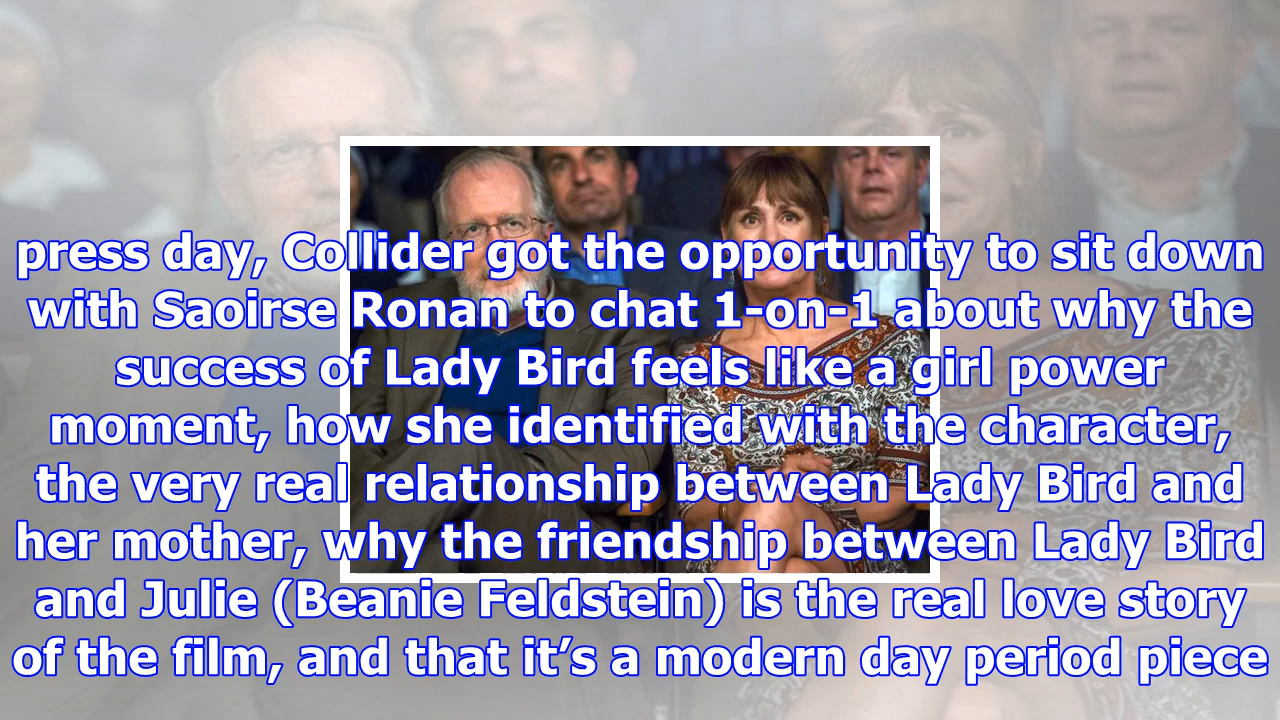 press day, Collider got the opportunity to sit down
with Saoirse Ronan to chat 1-on-1 about why the
success of Lady Bird feels like a girl power
moment, how she identified with the character,
the very real relationship between Lady Bird and
her mother, why the friendship between Lady Bird
and Julie (Beanie Feldstein) is the real love story
of the film, and that it’s a modern day period piece